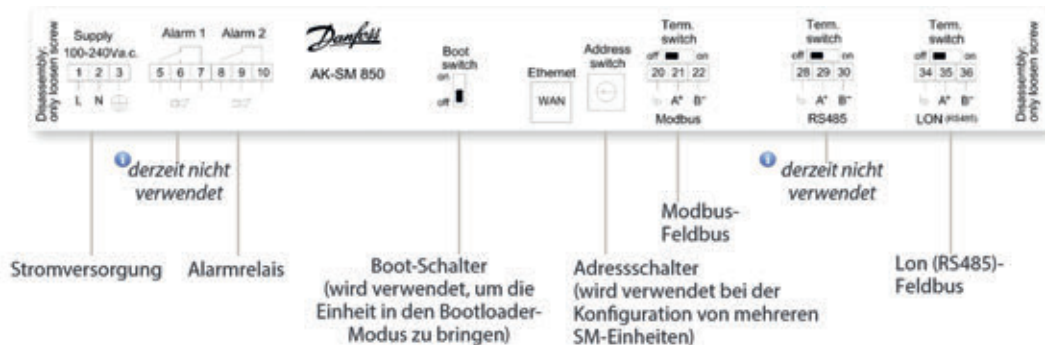 Disassembly:
only loosen screw
Supply
100-240Va.c.
1 2 3
L N
Alarm 1 Alarm 2
5 6 7 8 9 10
Danfoss
AK-SM 850
Boot
switch
on
off
Ethernet
WAN
Address
switch
Term.
switch
off on
20 21 22
A+ B-
Modbus
Term.
switch
off on
28 29 30
A+ B-
RS485
Term.
switch
off on
34 35 36
A+ B-
LON (RS485)
Disassembly:
only loosen screw
i derzeit nicht
verwendet
i derzeit nicht
verwendet
Stromversorgung
Alarmrelais
Boot-Schalter
(wird verwendet, um die
Einheit in den Bootloader-
Modus zu bringen)
Adressschalter
(wird verwendet bei der
Konfiguration von mehreren
SM-Einheiten)
Modbus-
Feldbus
Lon (RS485)-
Feldbus